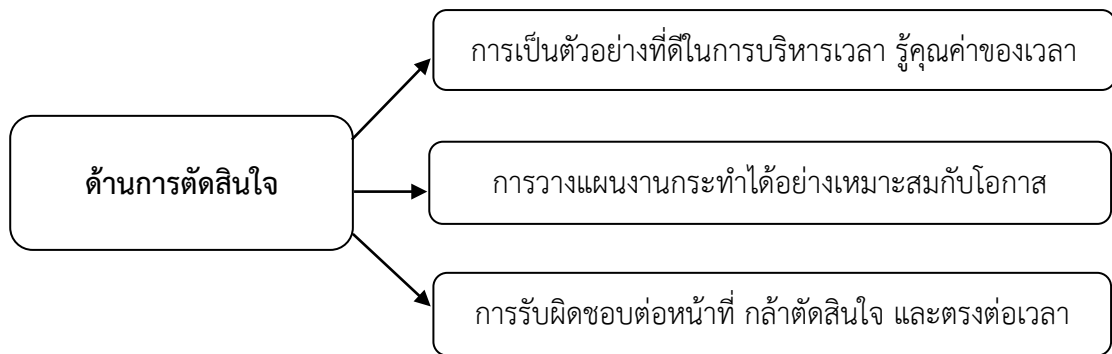 การเป็นตัวอย่างที่ดีในการบริหารเวลา รู้คุณค่าของเวลา
ด้านการตัดสินใจ
การวางแผนงานกระทำได้อย่างเหมาะสมกับโอกาส
การรับผิดชอบต่อหน้าที่ กล้าตัดสินใจ และตรงต่อเวลา